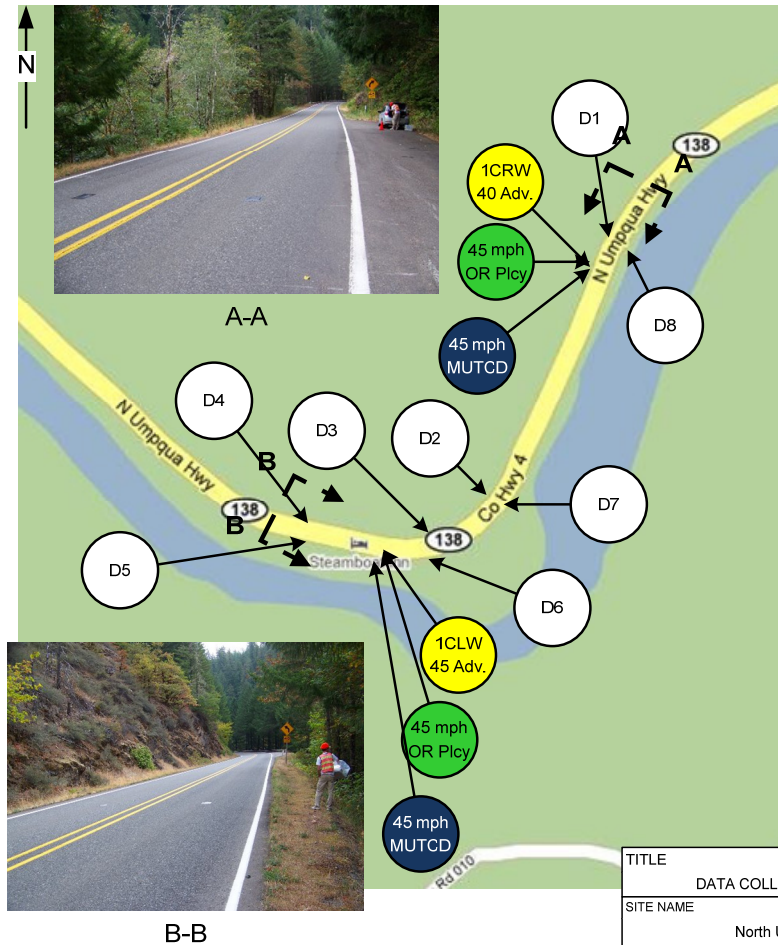 N
A-A
D1
A
A
138
1CRW
40 Adv.
45 mph
OR Plcy
N Umpqua Hwy
D8
45 mph
MUTCD
D4
D3
D2
N Umpqua Hwy
B
138
B
Co Hwy 4
D7
138
D5
Steamboat Inn
D6
1CLW
45 Adv.
45 mph
OR Plcy
45 mph
MUTCD
Rd 010
B-B
TITLE
DATA COLL
SITE NAME
North U